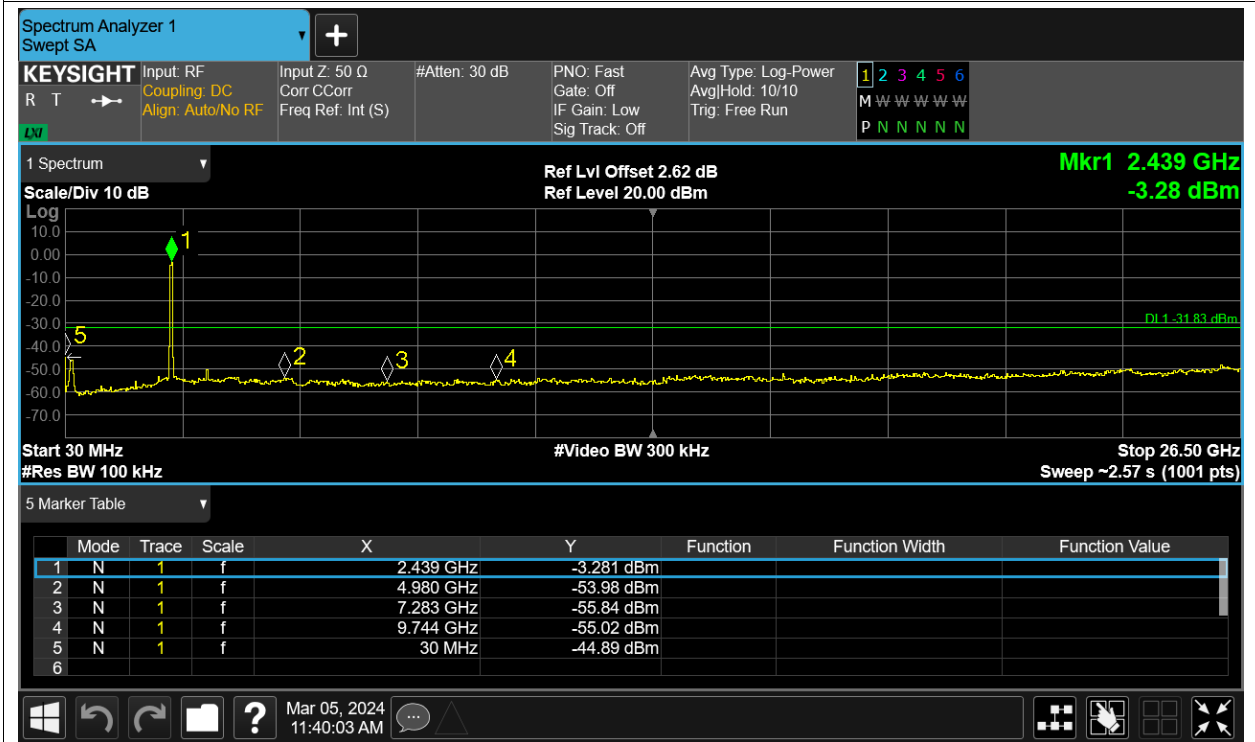 Spectrum Analyzer 1
Swept SA
+
KEYSIGHT
R T
LXI
Input: RF
Coupling: DC
Align: Auto/No RF
Input Z: 50 Ω
Corr CCorr
Freq Ref: Int (S)
#Atten: 30 dB
PNO: Fast
Gate: Off
IF Gain: Low
Sig Track: Off
Avg Type: Log-Power
Avg|Hold: 10/10
Trig: Free Run
1 2 3 4 5 6
M W W W W W
P N N N N N
1 Spectrum
Scale/Div 10 dB
Ref Lvl Offset 2.62 dB
Ref Level 20.00 dBm
Mkr1 2.439 GHz
-3.28 dBm
Log
10.0
0.00
-10.0
-20.0
-30.0
-40.0
-50.0
-60.0
-70.0
1
5
2
3
4
DL1 -31.83 dBm
Start 30 MHz
#Video BW 300 kHz
Stop 26.50 GHz
#Res BW 100 kHz
Sweep ~2.57 s (1001 pts)
5 Marker Table
Mode Trace Scale X Y Function Function Width Function Value
1 N 1 f 2.439 GHz -3.281 dBm
2 N 1 f 4.980 GHz -53.98 dBm
3 N 1 f 7.283 GHz -55.84 dBm
4 N 1 f 9.744 GHz -55.02 dBm
5 N 1 f 30 MHz -44.89 dBm
6
?
Mar 05, 2024
11:40:03 AM